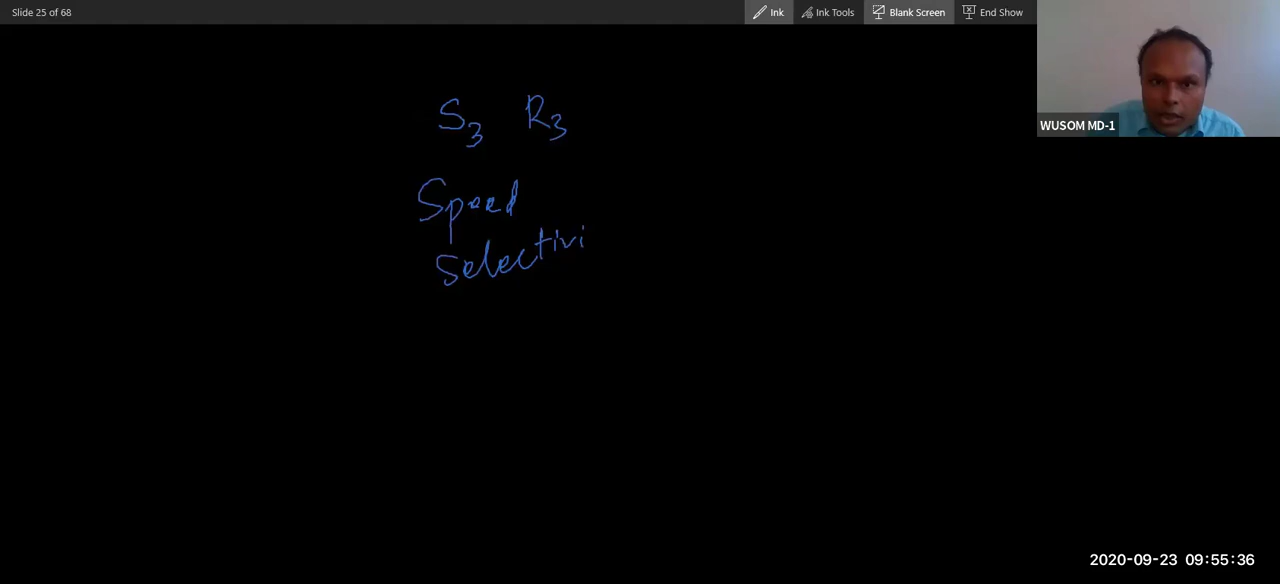 Slide 25 of 68
Ink
Ink Tools
Blank Screen
End Show
WUSOM MD-1
S3 R3
Speed
Selectivi
2020-09-23 09:55:36